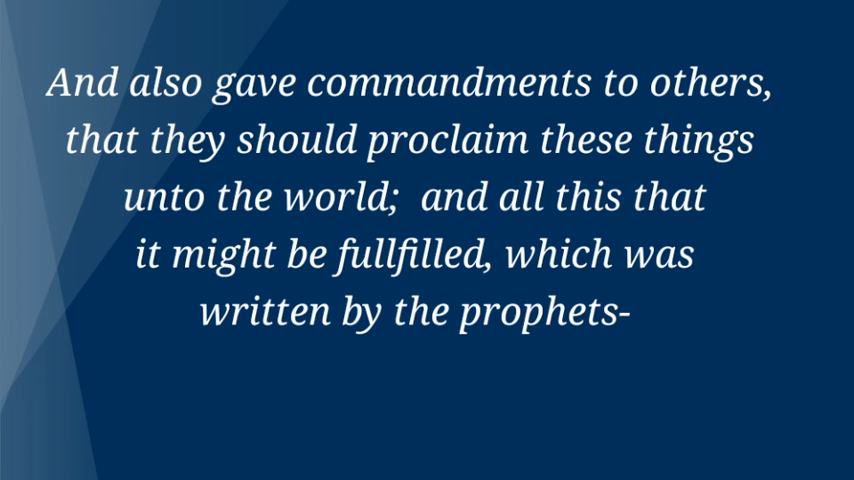 And also gave commandments to others,
that they should proclaim these things
unto the world;  and all this that
it might be fullfilled, which was
written by the prophets-